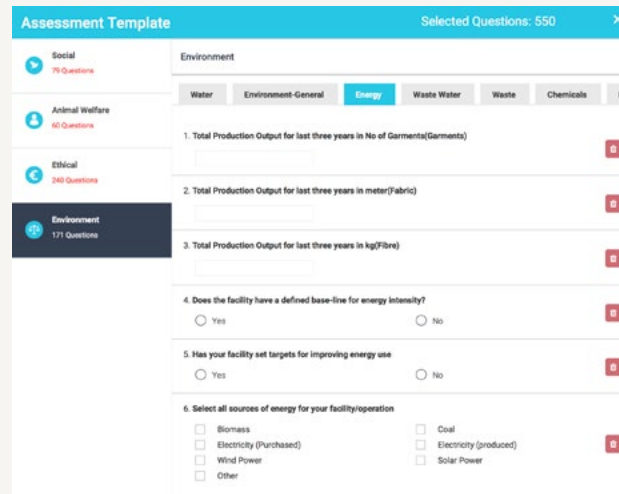 Assessment Template
Selected Questions: 550
Social
79 Questions
Animal Welfare
60 Questions
Ethical
240 Questions
Environment
171 Questions
Environment
Water Environment-General Energy Waste Water Waste Chemicals
1. Total Production Output for last three years in No of Garments(Garments)
2. Total Production Output for last three years in meter(Fabric)
3. Total Production Output for last three years in kg(Fibre)
4. Does the facility have a defined base-line for energy intensity?
Yes No
5. Has your facility set targets for improving energy use
Yes No
6. Select all sources of energy for your facility/operation
Biomass Coal
Electricity (Purchased) Electricity (produced)
Wind Power Solar Power
Other